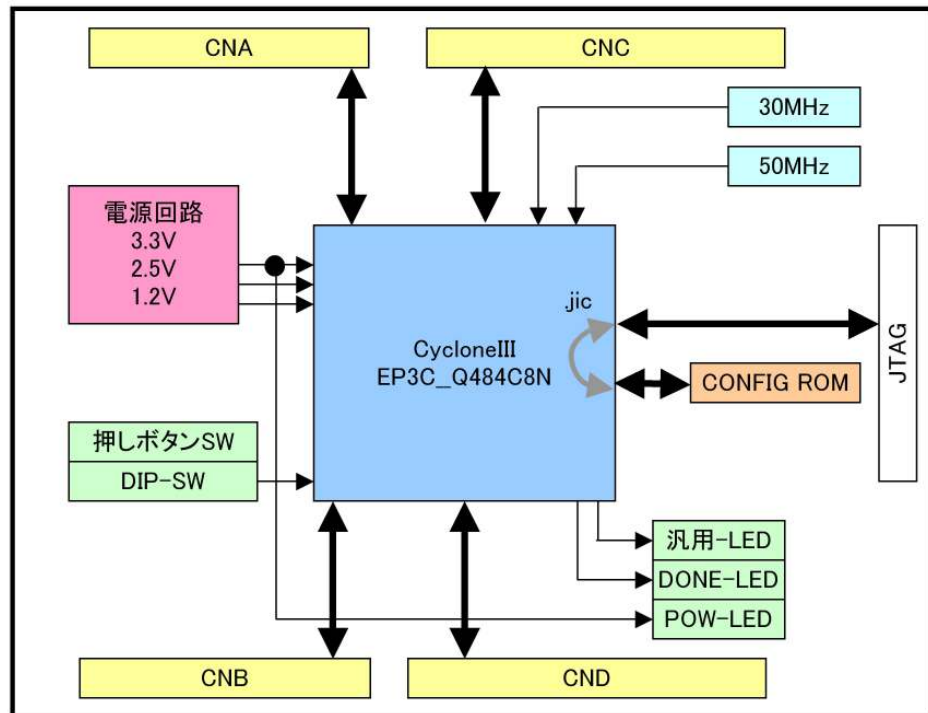 CNA
CNC
30MHz
50MHz
電源回路
3.3V
2.5V
1.2V
.jic
CycloneIII
EP3C__Q484C8N
JTAG
CONFIG ROM
押しボタンSW
DIP-SW
汎用-LED
DONE-LED
POW-LED
CNB
CND